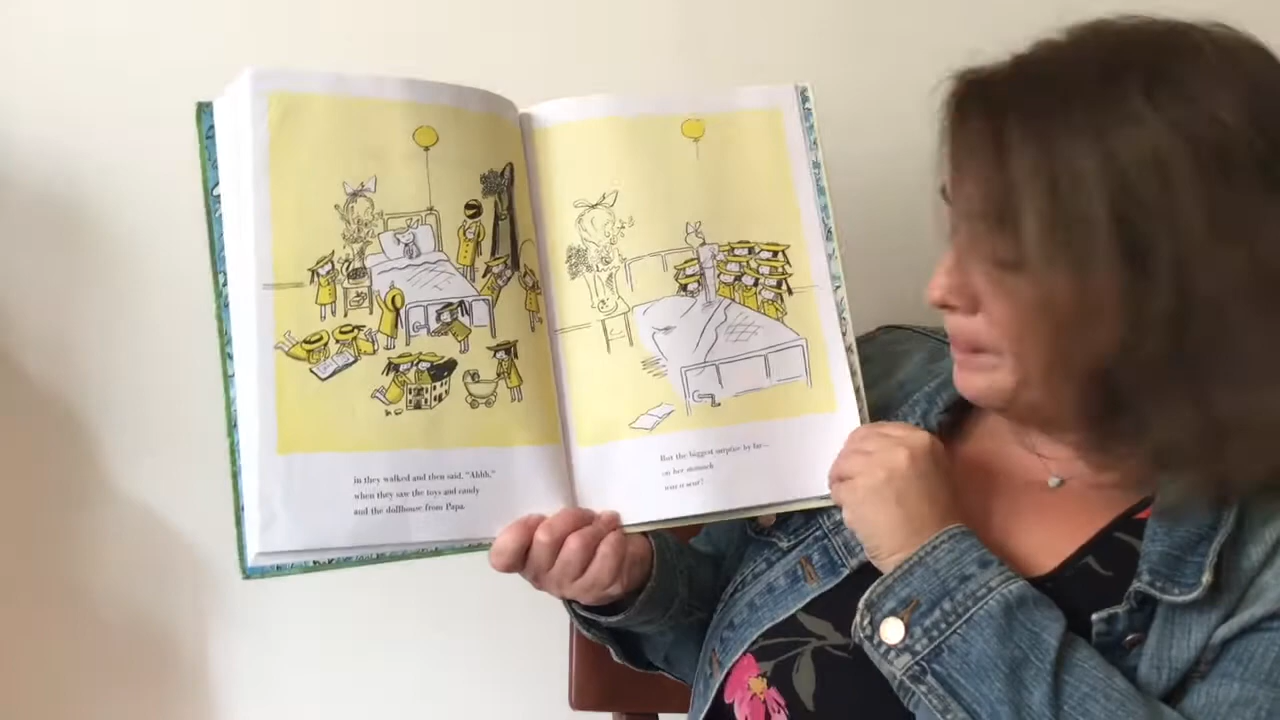 in they walked and then said, "Ahhh,"
when they saw the toys and candy
and the dollhouse from Papa.
But the biggest surprise by far—
on her stomach
was a scar!